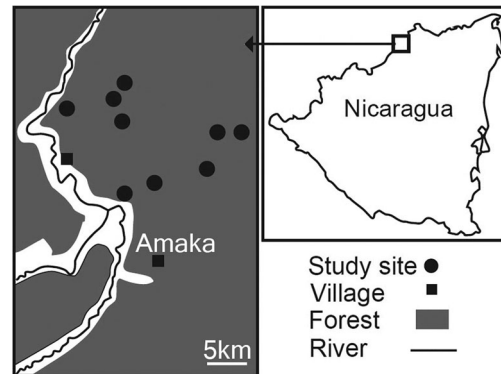 Amaka
5km
Nicaragua
Study site
Village
Forest
River